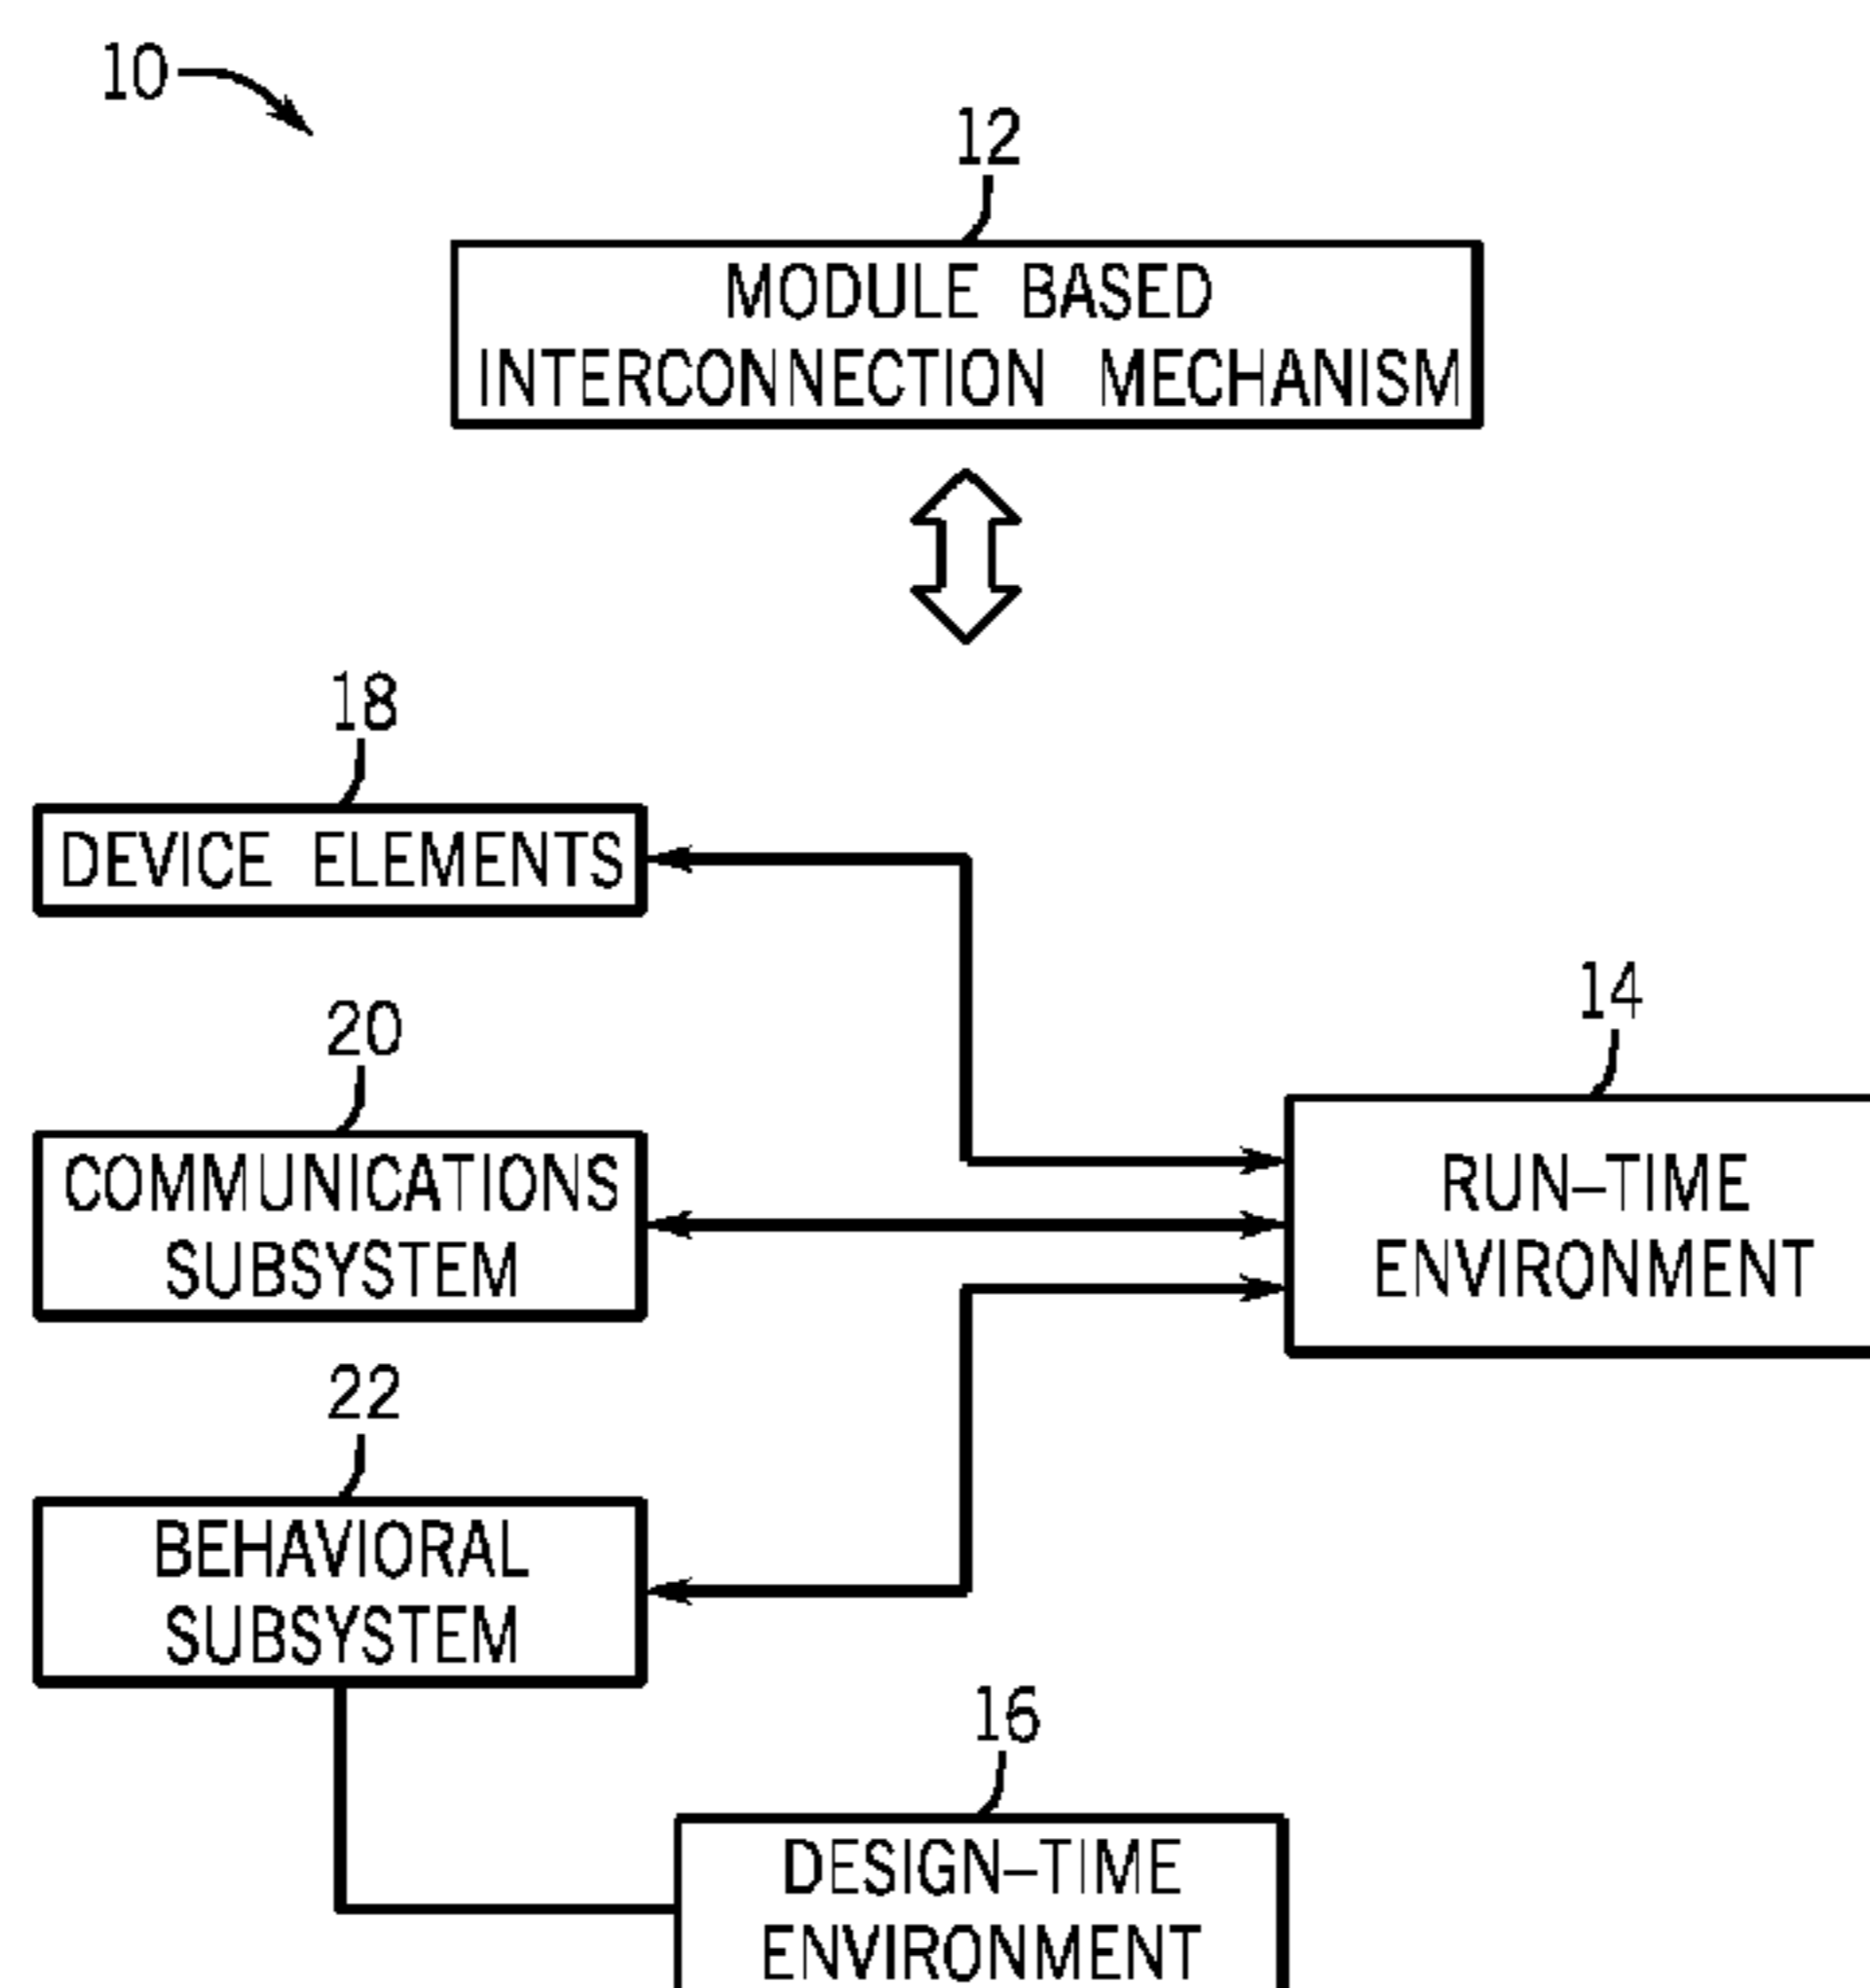 10
12
MODULE BASED
INTERCONNECTION MECHANISM
18
DEVICE ELEMENTS
20
COMMUNICATIONS
SUBSYSTEM
14
RUN–TIME
ENVIRONMENT
22
BEHAVIORAL
SUBSYSTEM
16
DESIGN–TIME
ENVIRONMENT